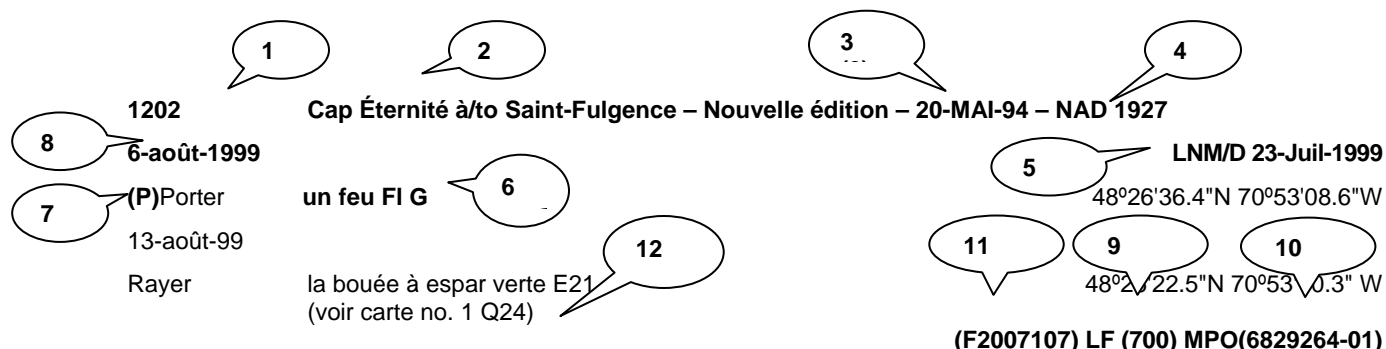 1 2 3 4
1202 Cap Éternité à/to Saint-Fulgence – Nouvelle édition – 20-MAI-94 – NAD 1927
8 6-août-1999 5 LNM/D 23-Juil-1999
7 (P)Porter un feu Fl G 6 48º26'36.4"N 70º53'08.6"W
13-août-99 12 11 9 10
Rayer la bouée à espar verte E21 W
(voir carte no. 1 Q24)
(F2007107) LF (700) MPO(6829264-01)